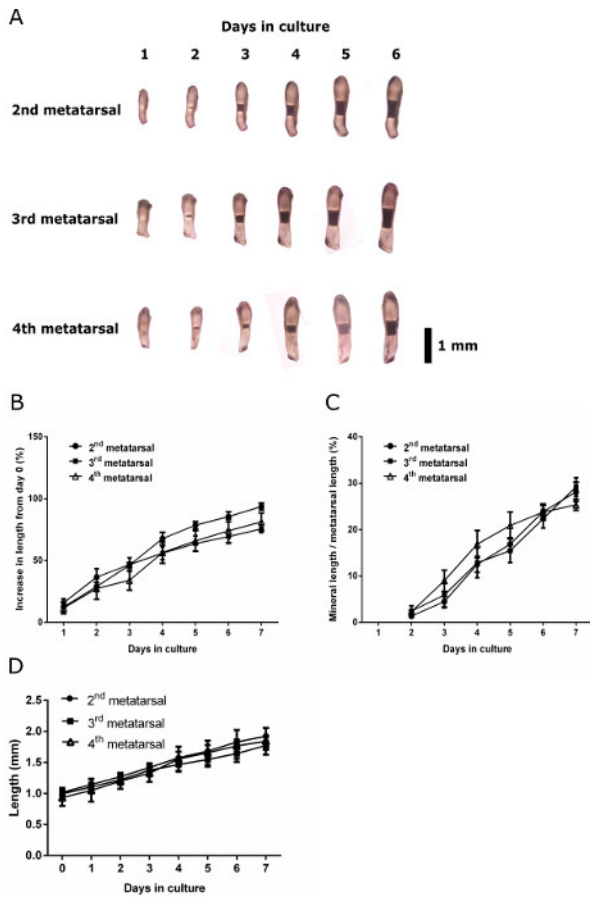 A
Days in culture
1 2 3 4 5 6
2nd metatarsal
3rd metatarsal
4th metatarsal
1 mm
B
Increase in length from day 0 (%)
150
100
50
0
2nd metatarsal
3rd metatarsal
4th metatarsal
1 2 3 4 5 6 7
Days in culture
C
Mineral length / metatarsal length (%)
40
30
20
10
0
2nd metatarsal
3rd metatarsal
4th metatarsal
1 2 3 4 5 6 7
Days in culture
D
Length (mm)
2.5
2.0
1.5
1.0
0.5
0.0
2nd metatarsal
3rd metatarsal
4th metatarsal
0 1 2 3 4 5 6 7
Days in culture